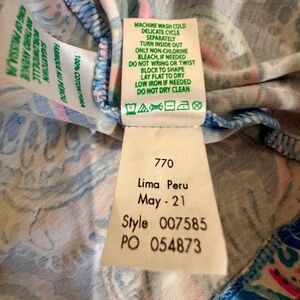 MACHINE WASH COLD
DELICATE CYCLE
SEPARATELY
TURN INSIDE OUT
ONLY NON-CHLORINE
BLEACH, IF NEEDED
DO NOT WRING OR TWIST
BLOCK TO SHAPE
LAY FLAT TO DRY
LOW IRON IF NEEDED
DO NOT DRY CLEAN
770
Lima Peru
May - 21
Style 007585
PO 054873